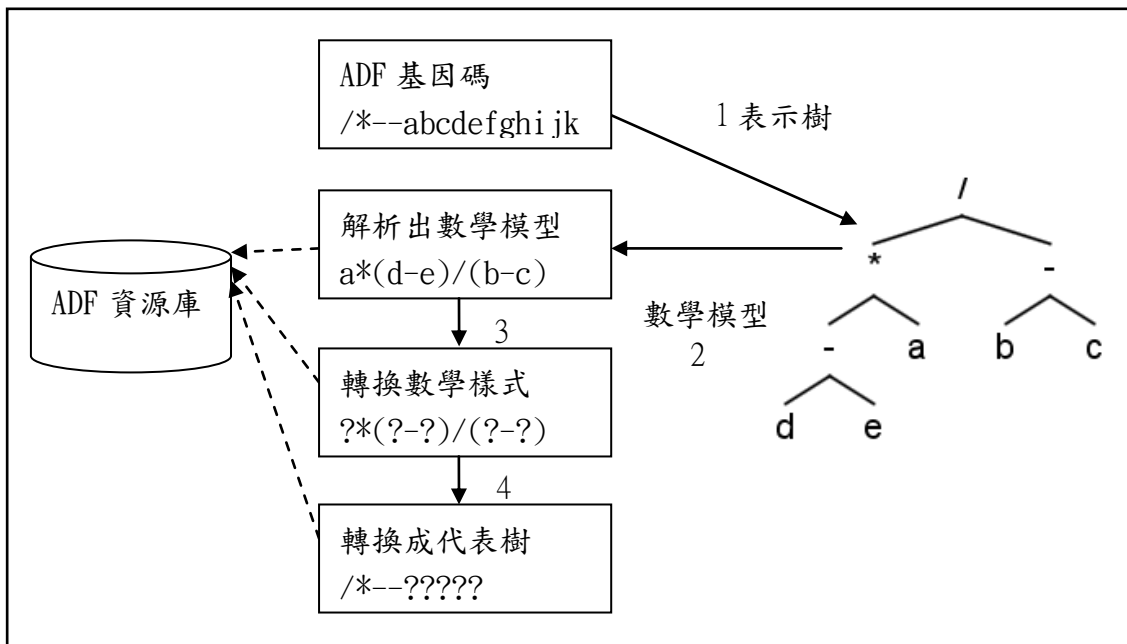 ADF 基因碼
/*--abcdefghijk
1 表示樹
解析出數學模型
a*(d-e)/(b-c)
ADF 資源庫
數學模型
2
3
轉換數學樣式
?*(?-?)/(?-?)
4
轉換成代表樹
/*--?????
/
* -
- a b c
d e